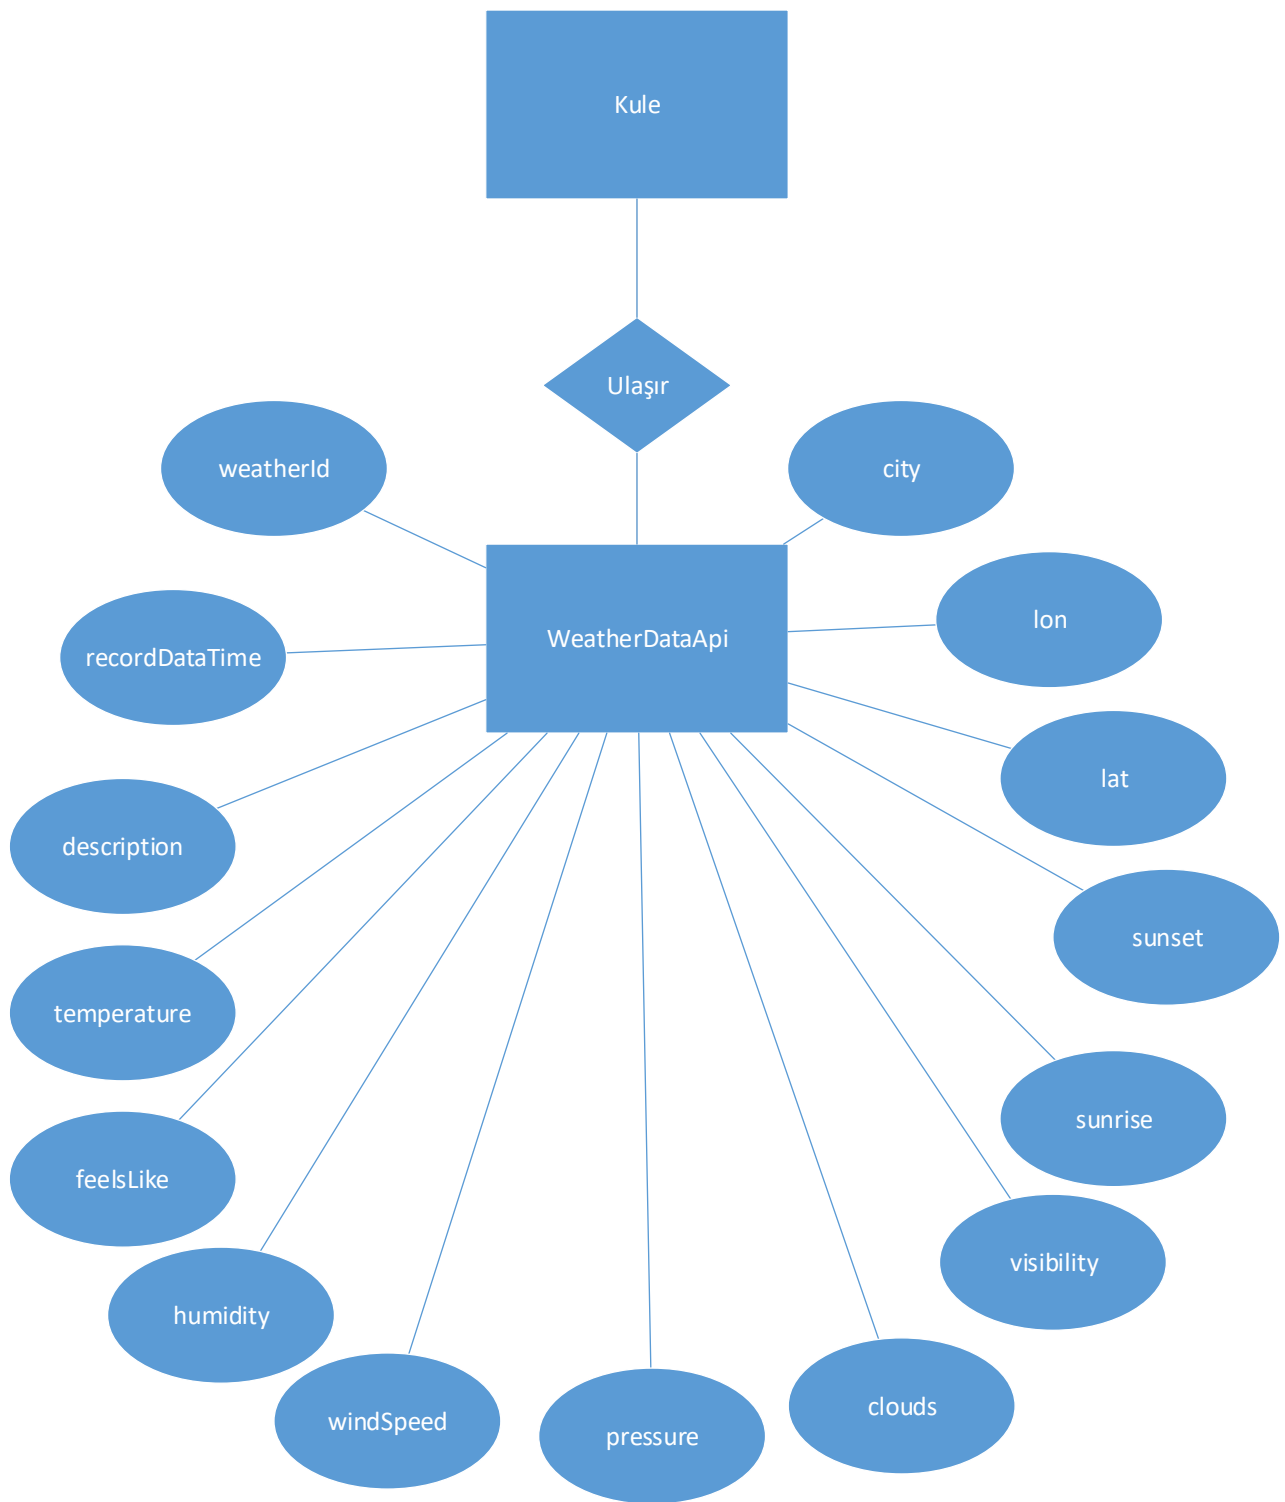 Kule
Ulaşır
weatherId
city
lon
WeatherDataApi
recordDataTime
lat
description
sunset
temperature
sunrise
feelsLike
visibility
humidity
clouds
windSpeed
pressure